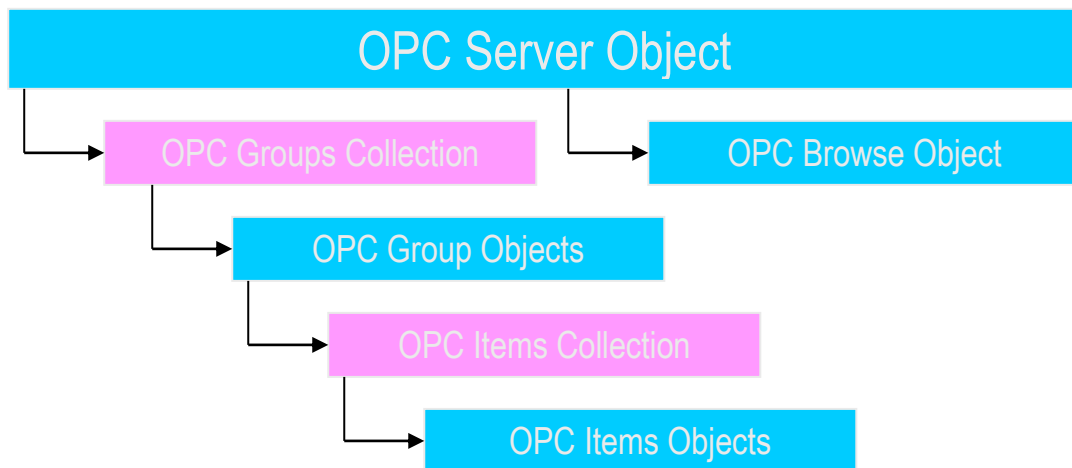 OPC Server Object
OPC Groups Collection
OPC Browse Object
OPC Group Objects
OPC Items Collection
OPC Items Objects